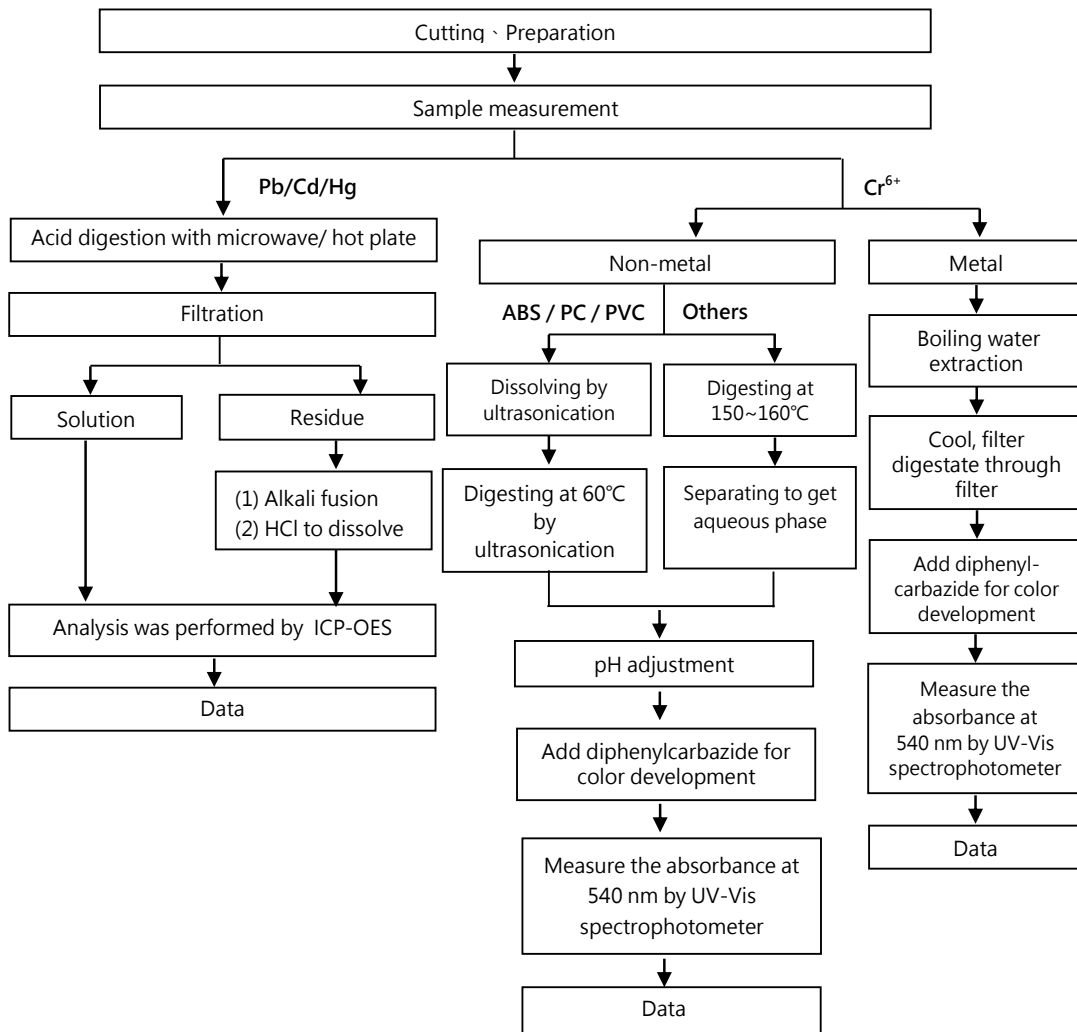 Cutting、Preparation
Sample measurement
Pb/Cd/Hg
Acid digestion with microwave/ hot plate
Filtration
Solution
Residue
(1) Alkali fusion
(2) HCl to dissolve
Analysis was performed by ICP-OES
Data
Cr⁶⁺
Non-metal
ABS / PC / PVC
Others
Dissolving by
ultrasonication
Digesting at
150~160℃
Digesting at 60℃
by
ultrasonication
Separating to get
aqueous phase
pH adjustment
Add diphenylcarbazide for
color development
Measure the absorbance at
540 nm by UV-Vis
spectrophotometer
Data
Metal
Boiling water
extraction
Cool, filter
digestate through
filter
Add diphenyl-
carbazide for color
development
Measure the
absorbance at
540 nm by UV-Vis
spectrophotometer
Data